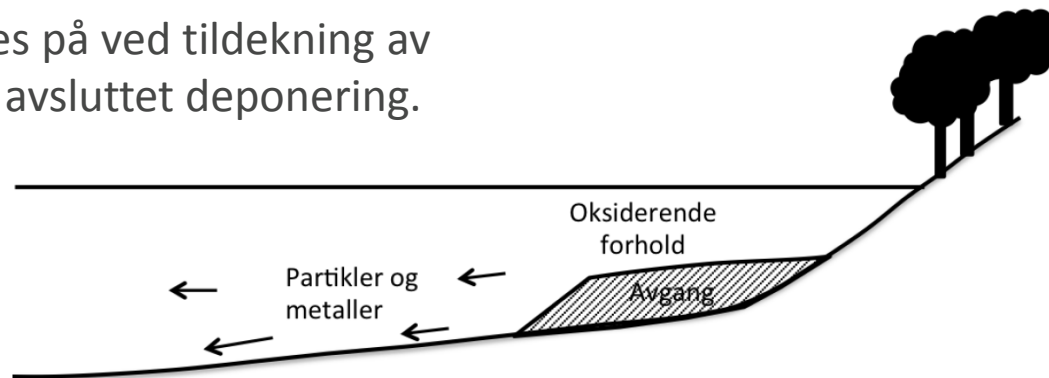 es på ved tildekning av
avsluttet deponering.
Oksiderende
forhold
Partikler og
metaller
Avgang